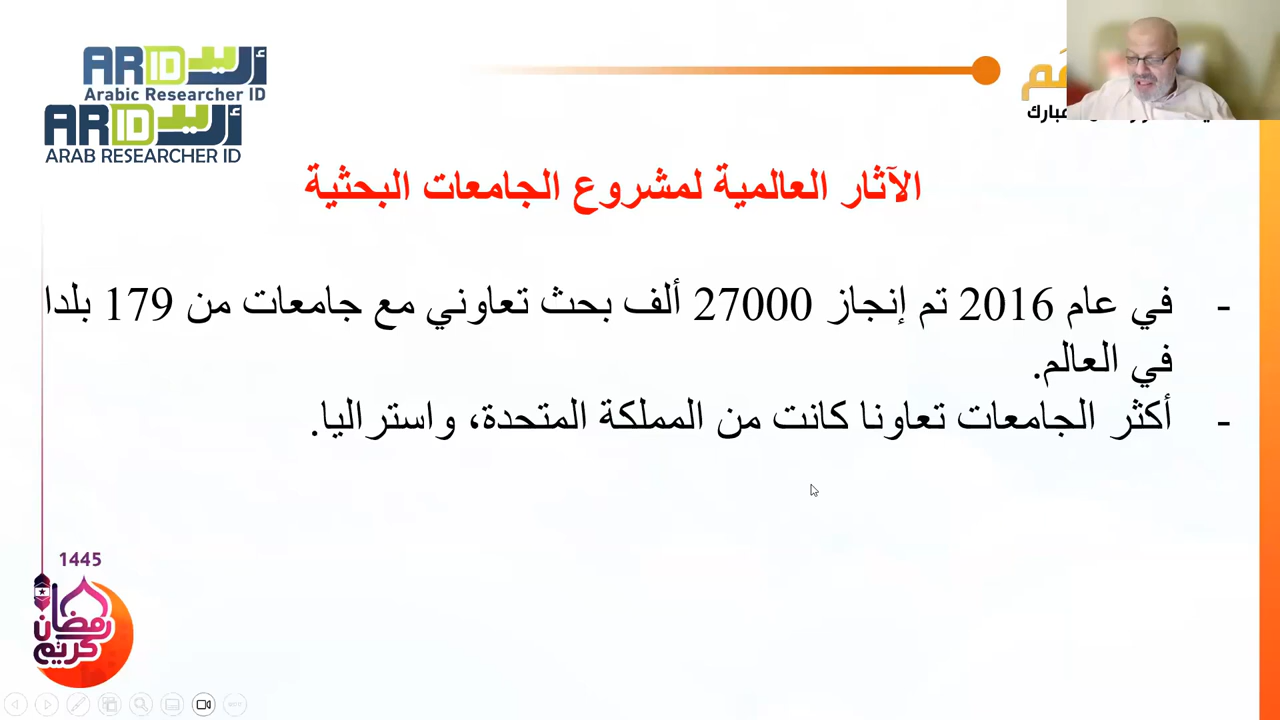 ARID أريد
Arabic Researcher ID
ARID أريد
ARAB RESEARCHER ID
الآثار العالمية لمشروع الجامعات البحثية
- في عام 2016 تم إنجاز 27000 ألف بحث تعاوني مع جامعات من 179 بلدا
في العالم.
- أكثر الجامعات تعاونا كانت من المملكة المتحدة، واستراليا.
1445
رمضان
كريم